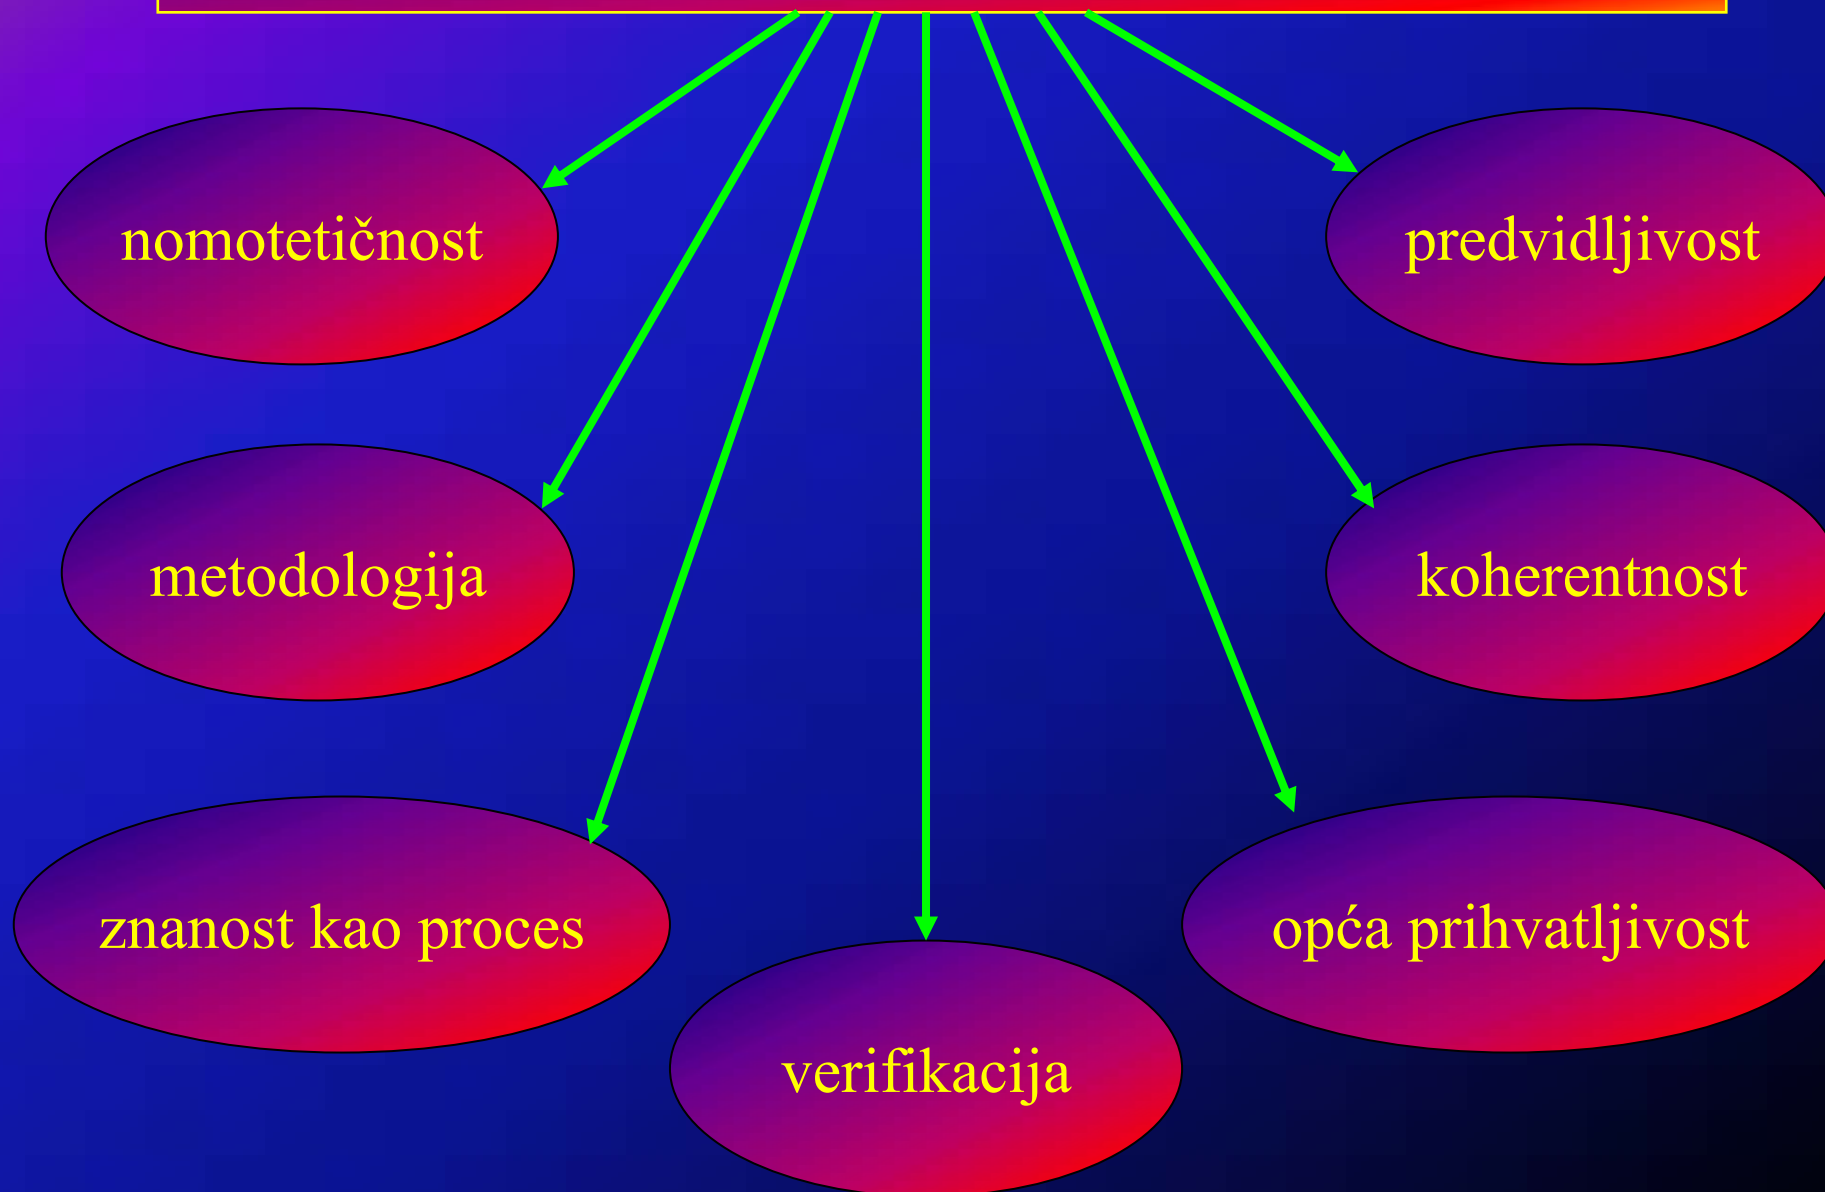 nomotetičnost
predvidljivost
metodologija
koherentnost
znanost kao proces
opća prihvatljivost
verifikacija